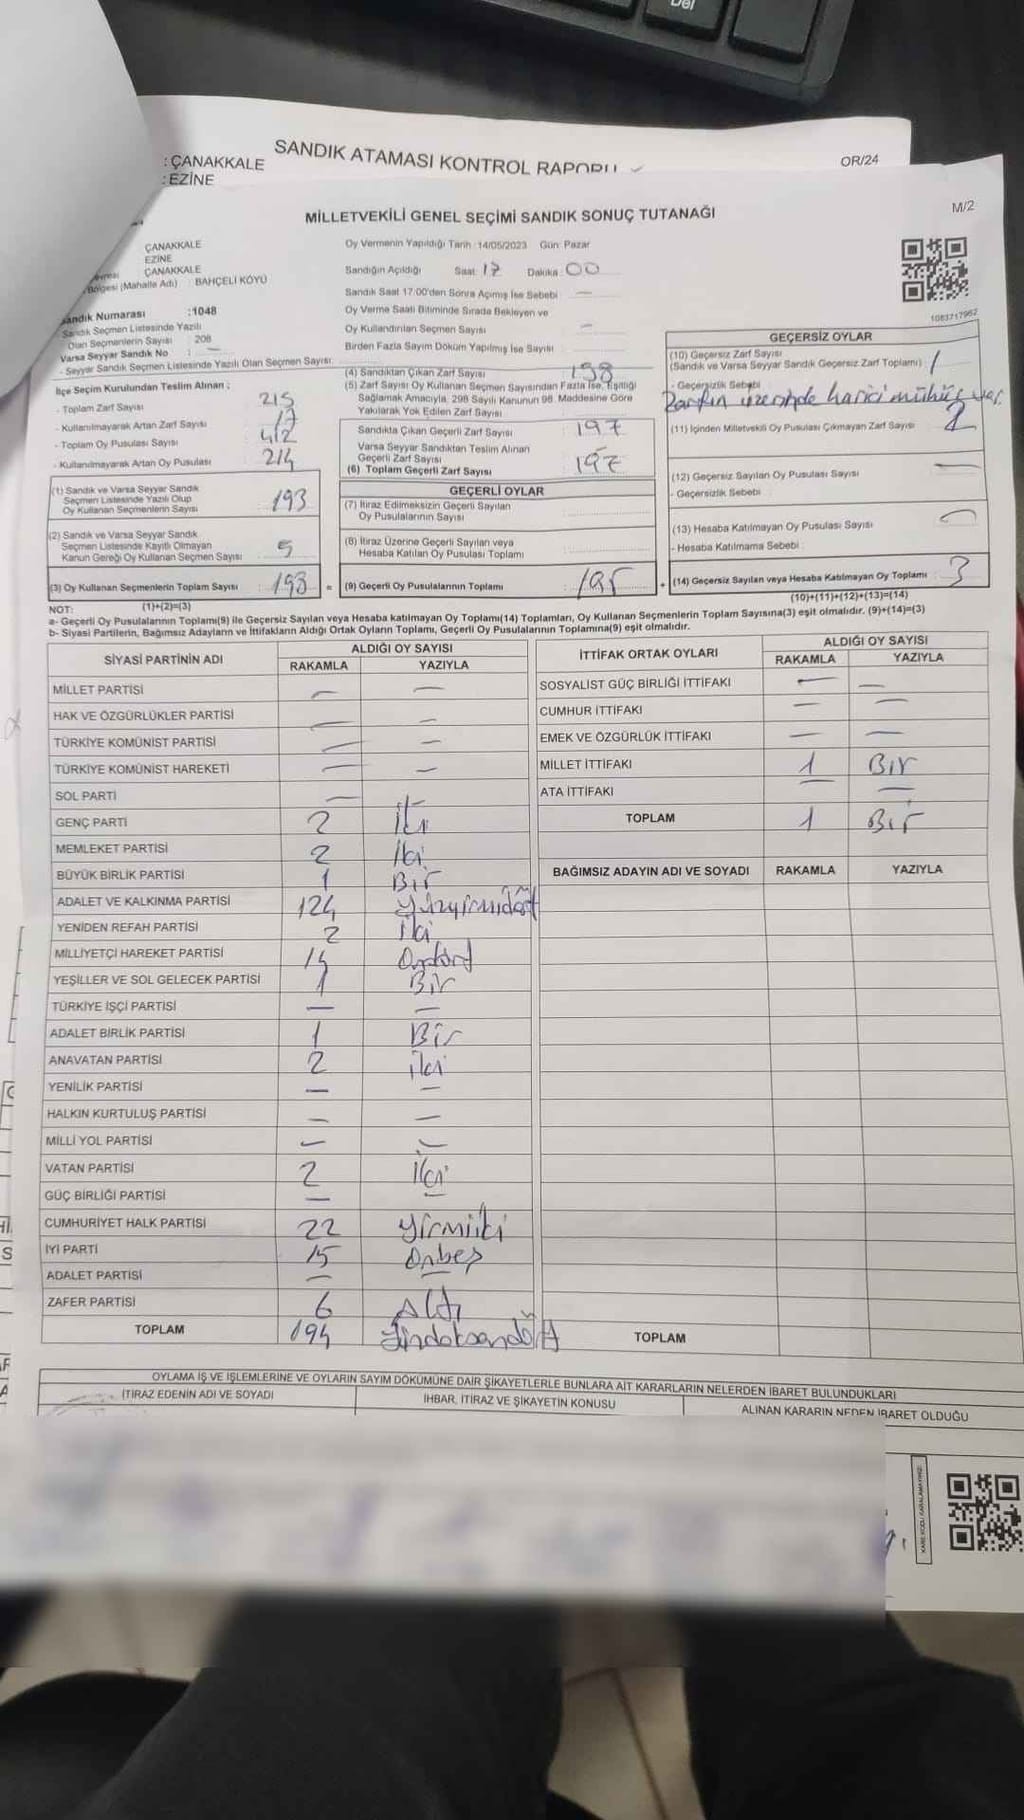 SANDIK ATAMASI KONTROL RAPORU
OR/24
: ÇANAKKALE
: EZİNE
MİLLETVEKİLİ GENEL SEÇİMİ SANDIK SONUÇ TUTANAĞI
M/2
ÇANAKKALE
EZİNE
ÇANAKKALE
Bölgesi (Mahalle Adı) : BAHÇELİ KÖYÜ
Sandık Numarası :1048
Sandık Seçmen Listesinde Yazılı
Olan Seçmenlerin Sayısı : 208
Varsa Seyyar Sandık No : —
- Seyyar Sandık Seçmen Listesinde Yazılı Olan Seçmen Sayısı:
İlçe Seçim Kurulundan Teslim Alınan :
- Toplam Zarf Sayısı 215
- Kullanılmayarak Artan Zarf Sayısı 17
- Toplam Oy Pusulası Sayısı 412
- Kullanılmayarak Artan Oy Pusulası 214
Oy Vermenin Yapıldığı Tarih :14/05/2023 Gün: Pazar
Sandığın Açıldığı Saat: 17 Dakika: 00
Sandık Saat 17:00'den Sonra Açımış İse Sebebi : —
Oy Verme Saati Bitiminde Sırada Bekleyen ve
Oy Kullandırılan Seçmen Sayısı : —
Birden Fazla Sayım Döküm Yapılmış İse Sayısı
(4) Sandıktan Çıkan Zarf Sayısı 198
(5) Zarf Sayısı Oy Kullanan Seçmen Sayısından Fazla İse, Eşitliği
Sağlamak Amacıyla, 298 Sayılı Kanunun 98. Maddesine Göre
Yakılarak Yok Edilen Zarf Sayısı
Sandıkta Çıkan Geçerli Zarf Sayısı : 197
Varsa Seyyar Sandıktan Teslim Alınan
Geçerli Zarf Sayısı
(6) Toplam Geçerli Zarf Sayısı : 197
1083717962
GEÇERSİZ OYLAR
(10) Geçersiz Zarf Sayısı
(Sandık ve Varsa Seyyar Sandık Geçersiz Zarf Toplamı) : 1
- Geçersizlik Sebebi
Zarfın üzerinde harici mühür var.
(11) İçinden Milletvekili Oy Pusulası Çıkmayan Zarf Sayısı : 2
(12) Geçersiz Sayılan Oy Pusulası Sayısı —
- Geçersizlik Sebebi
(13) Hesaba Katılmayan Oy Pusulası Sayısı —
- Hesaba Katılmama Sebebi :
(14) Geçersiz Sayılan veya Hesaba Katılmayan Oy Toplamı : 3
(10)+(11)+(12)+(13)=(14)
(1) Sandık ve Varsa Seyyar Sandık
Seçmen Listesinde Yazılı Olup
Oy Kullanan Seçmenlerin Sayısı : 193
(2) Sandık ve Varsa Seyyar Sandık
Seçmen Listesinde Kayıtlı Olmayan
Kanun Gereği Oy Kullanan Seçmen Sayısı : 5
(3) Oy Kullanan Seçmenlerin Toplam Sayısı : 198 =
(1)+(2)=(3)
GEÇERLİ OYLAR
(7) İtiraz Edilmeksizin Geçerli Sayılan
Oy Pusulalarının Sayısı
(8) İtiraz Üzerine Geçerli Sayılan veya
Hesaba Katılan Oy Pusulası Toplamı
(9) Geçerli Oy Pusulalarının Toplamı : 195 +
NOT:
a- Geçerli Oy Pusulalarının Toplamı(9) ile Geçersiz Sayılan veya Hesaba katılmayan Oy Toplamı(14) Toplamları, Oy Kullanan Seçmenlerin Toplam Sayısına(3) eşit olmalıdır. (9)+(14)=(3)
b- Siyasi Partilerin, Bağımsız Adayların ve İttifakların Aldığı Ortak Oyların Toplamı, Geçerli Oy Pusulalarının Toplamına(9) eşit olmalıdır.
SİYASİ PARTİNİN ADI ALDIĞI OY SAYISI
RAKAMLA YAZIYLA
MİLLET PARTİSİ — —
HAK VE ÖZGÜRLÜKLER PARTİSİ — —
TÜRKİYE KOMÜNİST PARTİSİ — —
TÜRKİYE KOMÜNİST HAREKETİ — —
SOL PARTİ — —
GENÇ PARTİ 2 İki
MEMLEKET PARTİSİ 2 İki
BÜYÜK BİRLİK PARTİSİ 1 Bir
ADALET VE KALKINMA PARTİSİ 124 Yüzyirmidört
YENİDEN REFAH PARTİSİ 2 İki
MİLLİYETÇİ HAREKET PARTİSİ 14 Ondört
YEŞİLLER VE SOL GELECEK PARTİSİ 1 Bir
TÜRKİYE İŞÇİ PARTİSİ — —
ADALET BİRLİK PARTİSİ 1 Bir
ANAVATAN PARTİSİ 2 iki
YENİLİK PARTİSİ — —
HALKIN KURTULUŞ PARTİSİ — —
MİLLİ YOL PARTİSİ — —
VATAN PARTİSİ 2 İki
GÜÇ BİRLİĞİ PARTİSİ — —
CUMHURİYET HALK PARTİSİ 22 Yirmiiki
İYİ PARTİ 15 Onbeş
ADALET PARTİSİ — —
ZAFER PARTİSİ 6 Altı
TOPLAM 194
İTTİFAK ORTAK OYLARI ALDIĞI OY SAYISI
RAKAMLA YAZIYLA
SOSYALİST GÜÇ BİRLİĞİ İTTİFAKI — —
CUMHUR İTTİFAKI — —
EMEK VE ÖZGÜRLÜK İTTİFAKI — —
MİLLET İTTİFAKI 1 Bir
ATA İTTİFAKI — —
TOPLAM 1 Bir
BAĞIMSIZ ADAYIN ADI VE SOYADI RAKAMLA YAZIYLA
TOPLAM
OYLAMA İŞ VE İŞLEMLERİNE VE OYLARIN SAYIM DÖKÜMÜNE DAİR ŞİKAYETLERLE BUNLARA AİT KARARLARIN NELERDEN İBARET BULUNDUKLARI
İTİRAZ EDENİN ADI VE SOYADI İHBAR, İTİRAZ VE ŞİKAYETİN KONUSU ALINAN KARARIN NEDEN İBARET OLDUĞU
Del